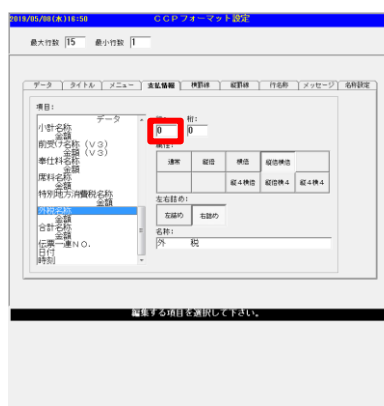 2019/05/08(水)16:50 CCPフォーマット設定
最大行数 15 最小行数 1
データ タイトル メニュー 支払情報 横罫線 縦罫線 行名称 メッセージ 名称設定
項目:
データ
小計名称
金額
前受け名称(V3)
金額(V3)
奉仕料名称
金額
席料名称
金額
特別地方消費税名称
金額
外税名称
金額
合計名称
金額
伝票一連NO.
日付
時刻
桁:
0 0
通常 縦倍 横倍 縦倍横倍
縦4横倍 縦倍横4 縦4横4
左右詰め:
左詰め 右詰め
名称:
外 税
編集する項目を選択して下さい。